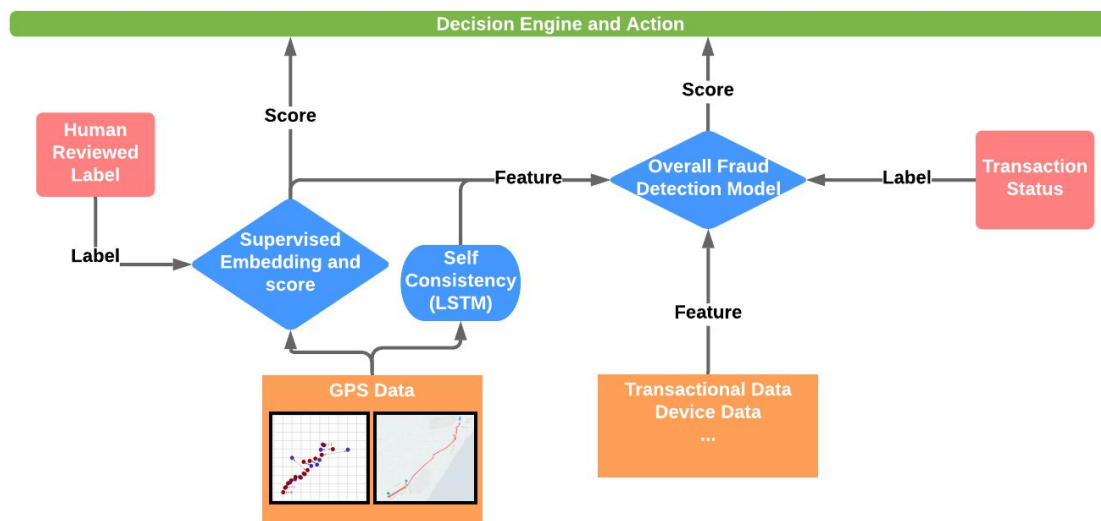 Decision Engine and Action
Score
Score
Human
Reviewed
Label
Overall Fraud
Detection Model
Transaction
Status
Feature
Label
Label
Supervised
Embedding and
score
Self
Consistency
(LSTM)
Feature
GPS Data
Transactional Data
Device Data
...